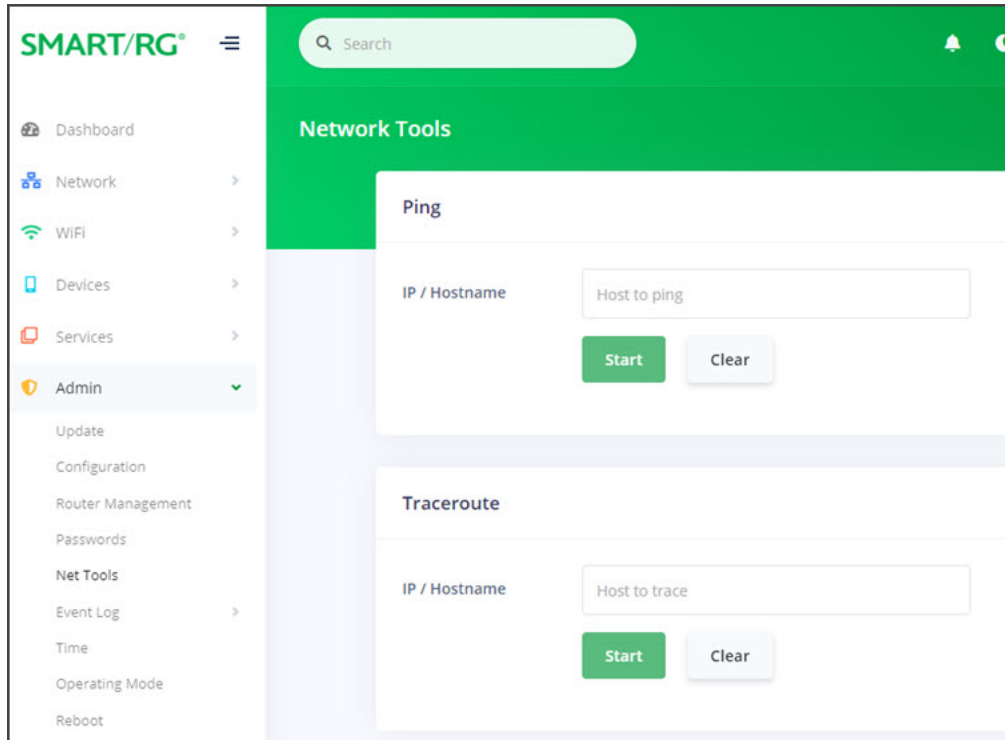 SMART/RG®
Search
Dashboard
Network
WiFi
Devices
Services
Admin
Update
Configuration
Router Management
Passwords
Net Tools
Event Log
Time
Operating Mode
Reboot
Network Tools
Ping
IP / Hostname
Host to ping
Start Clear
Traceroute
IP / Hostname
Host to trace
Start Clear